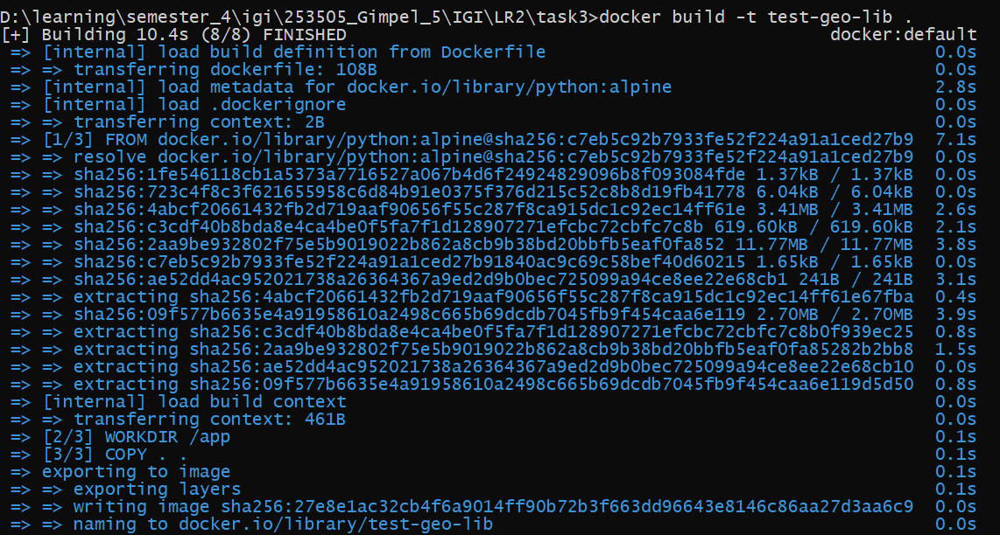 D:\learning\semester_4\igi\253505_Gimpel_5\IGI\LR2\task3>docker build -t test-geo-lib .
[+] Building 10.4s (8/8) FINISHED docker:default
=> [internal] load build definition from Dockerfile 0.0s
=> => transferring dockerfile: 108B 0.0s
=> [internal] load metadata for docker.io/library/python:alpine 2.8s
=> [internal] load .dockerignore 0.0s
=> => transferring context: 2B 0.0s
=> [1/3] FROM docker.io/library/python:alpine@sha256:c7eb5c92b7933fe52f224a91a1ced27b9 7.1s
=> => resolve docker.io/library/python:alpine@sha256:c7eb5c92b7933fe52f224a91a1ced27b9 0.0s
=> => sha256:1fe546118cb1a5373a7716527a067b4d6f24924829096b8f093084fde 1.37kB / 1.37kB 0.0s
=> => sha256:723c4f8c3f621655958c6d84b91e0375f376d215c52c8b8d19fb41778 6.04kB / 6.04kB 0.0s
=> => sha256:4abcf20661432fb2d719aaf90656f55c287f8ca915dc1c92ec14ff61e 3.41MB / 3.41MB 2.6s
=> => sha256:c3cdf40b8bda8e4ca4be0f5fa7f1d128907271efcbc72cbfc7c8b 619.60kB / 619.60kB 2.1s
=> => sha256:2aa9be932802f75e5b9019022b862a8cb9b38bd20bbfb5eaf0fa852 11.77MB / 11.77MB 3.8s
=> => sha256:c7eb5c92b7933fe52f224a91a1ced27b91840ac9c69c58bef40d60215 1.65kB / 1.65kB 0.0s
=> => sha256:ae52dd4ac952021738a26364367a9ed2d9b0bec725099a94ce8ee22e68cb1 241B / 241B 3.1s
=> => extracting sha256:4abcf20661432fb2d719aaf90656f55c287f8ca915dc1c92ec14ff61e67fba 0.4s
=> => sha256:09f577b6635e4a91958610a2498c665b69dcdb7045fb9f454caa6e119 2.70MB / 2.70MB 3.9s
=> => extracting sha256:c3cdf40b8bda8e4ca4be0f5fa7f1d128907271efcbc72cbfc7c8b0f939ec25 0.8s
=> => extracting sha256:2aa9be932802f75e5b9019022b862a8cb9b38bd20bbfb5eaf0fa85282b2bb8 1.5s
=> => extracting sha256:ae52dd4ac952021738a26364367a9ed2d9b0bec725099a94ce8ee22e68cb10 0.0s
=> => extracting sha256:09f577b6635e4a91958610a2498c665b69dcdb7045fb9f454caa6e119d5d50 0.8s
=> [internal] load build context 0.0s
=> => transferring context: 461B 0.0s
=> [2/3] WORKDIR /app 0.1s
=> [3/3] COPY . . 0.1s
=> exporting to image 0.1s
=> => exporting layers 0.1s
=> => writing image sha256:27e8e1ac32cb4f6a9014ff90b72b3f663dd96643e8146c86aa27d3aa6c9 0.0s
=> => naming to docker.io/library/test-geo-lib 0.0s